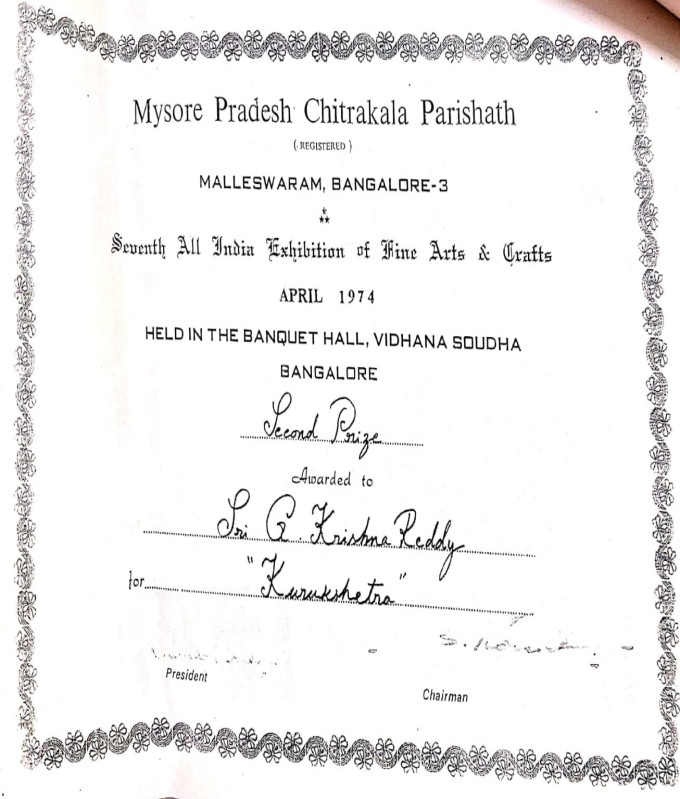 Mysore Pradesh Chitrakala Parishath
( REGISTERED )
MALLESWARAM, BANGALORE-3
Seventh All India Exhibition of Fine Arts & Crafts
APRIL 1974
HELD IN THE BANQUET HALL, VIDHANA SOUDHA
BANGALORE
Second Prize
Awarded to
Sri G. Krishna Reddy
for "Kurukshetra"
S.
President
Chairman